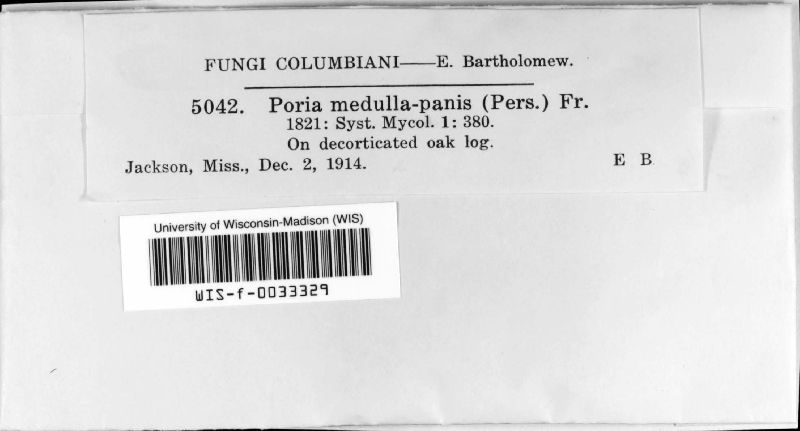 FUNGI COLUMBIANI——E. Bartholomew.
5042. Poria medulla-panis (Pers.) Fr.
1821: Syst. Mycol. 1: 380.
On decorticated oak log.
Jackson, Miss., Dec. 2, 1914. E B
University of Wisconsin-Madison (WIS)
WIS-f-0033329